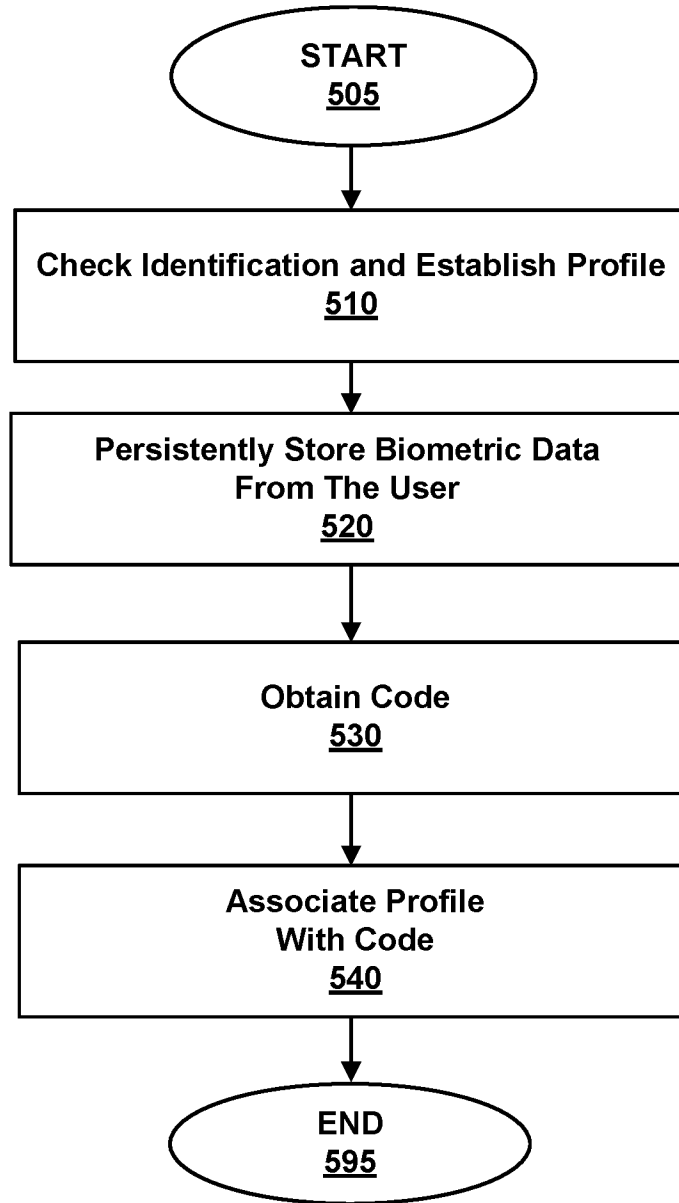 START
505
Check Identification and Establish Profile
510
Persistently Store Biometric Data
From The User
520
Obtain Code
530
Associate Profile
With Code
540
END
595